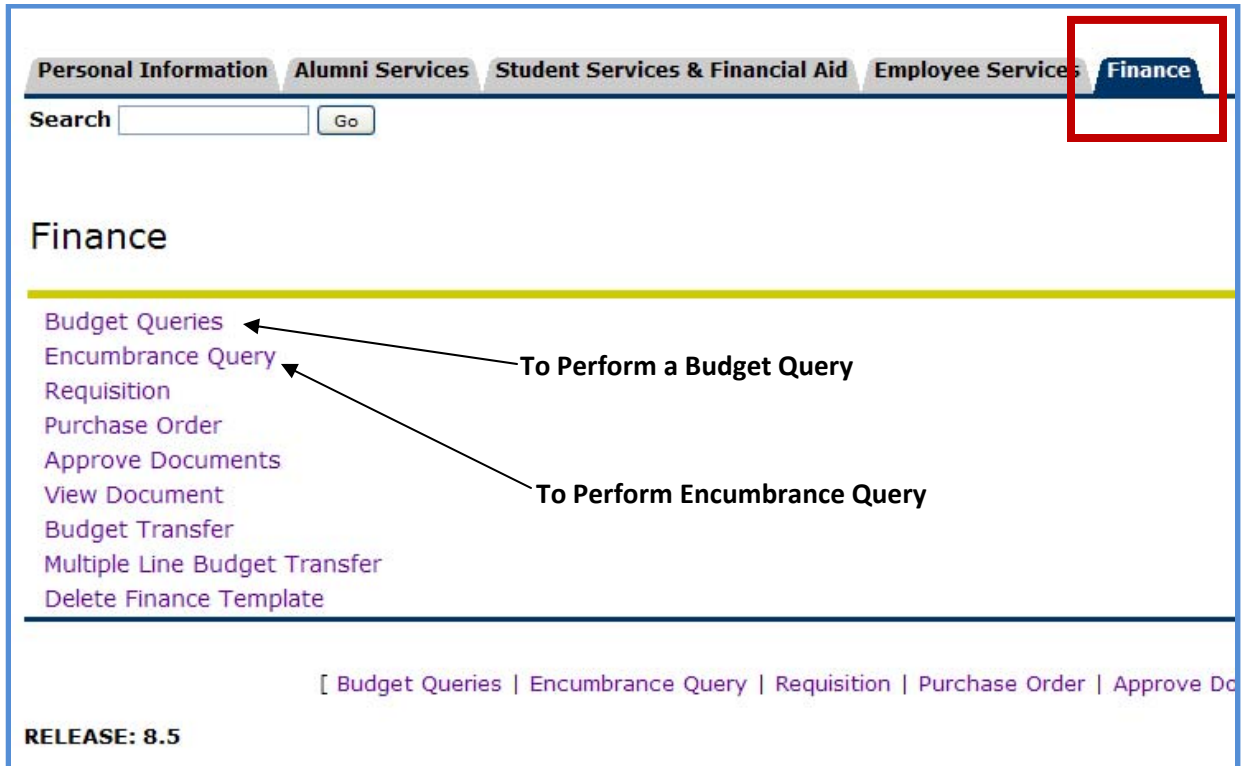 Personal Information Alumni Services Student Services & Financial Aid Employee Services Finance
Search Go
Finance
Budget Queries
Encumbrance Query
To Perform a Budget Query
Requisition
Purchase Order
Approve Documents
View Document
To Perform Encumbrance Query
Budget Transfer
Multiple Line Budget Transfer
Delete Finance Template
[ Budget Queries | Encumbrance Query | Requisition | Purchase Order | Approve Do
RELEASE: 8.5